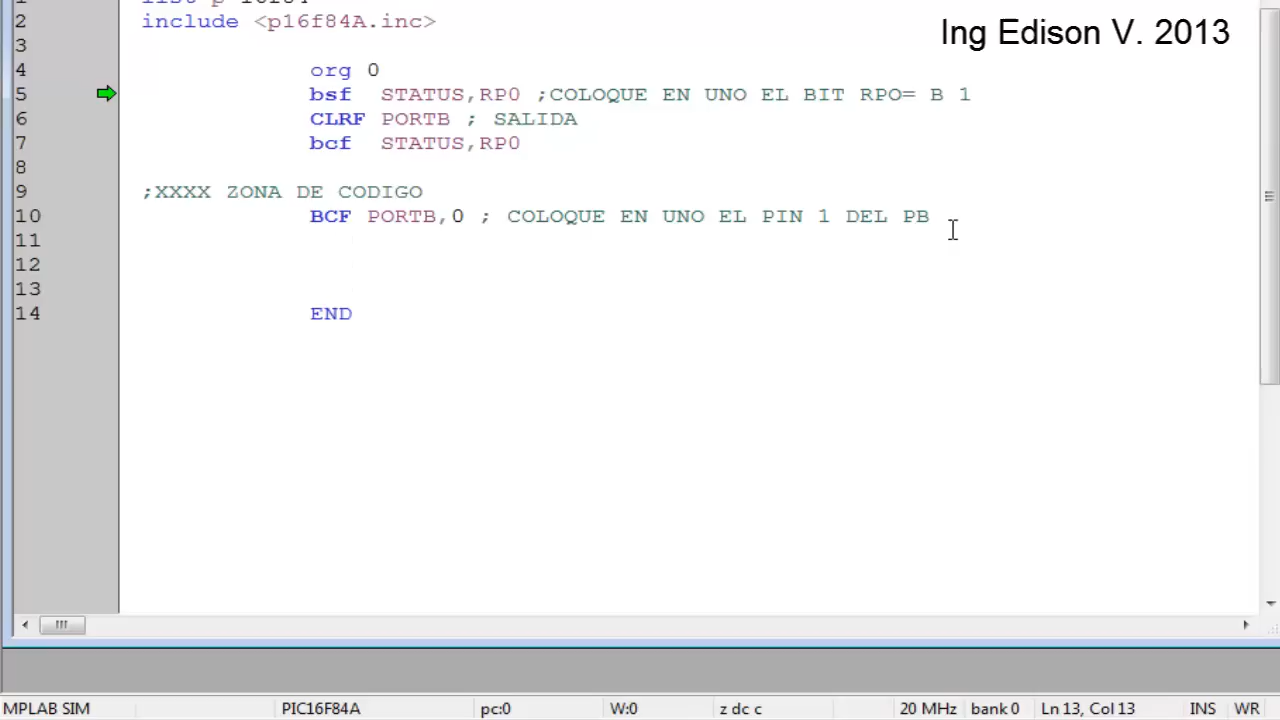 Ing Edison V. 2013
1
2 include <p16f84A.inc>
3
4 org 0
5 bsf STATUS,RP0 ;COLOQUE EN UNO EL BIT RPO= B 1
6 CLRF PORTB ; SALIDA
7 bcf STATUS,RP0
8
9 ;XXXX ZONA DE CODIGO
10 BCF PORTB,0 ; COLOQUE EN UNO EL PIN 1 DEL PB
11
12
13
14 END
MPLAB SIM PIC16F84A pc:0 W:0 z dc c 20 MHz bank 0 Ln 13, Col 13 INS WR